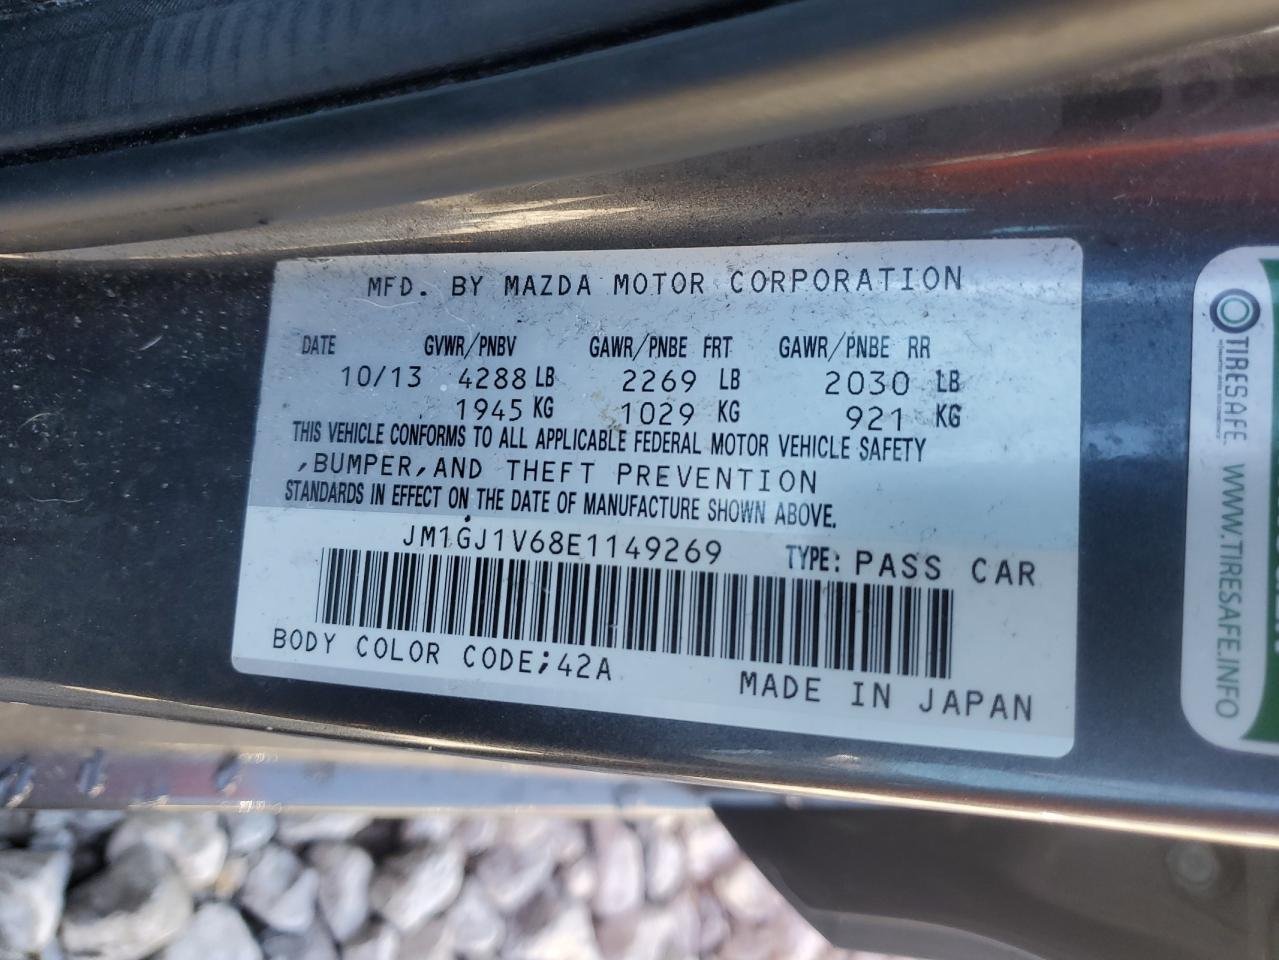 MFD. BY MAZDA MOTOR CORPORATION
DATE GVWR/PNBV GAWR/PNBE FRT GAWR/PNBE RR
10/13 4288 LB 2269 LB 2030 LB
1945 KG 1029 KG 921 KG
THIS VEHICLE CONFORMS TO ALL APPLICABLE FEDERAL MOTOR VEHICLE SAFETY
,BUMPER,AND THEFT PREVENTION
STANDARDS IN EFFECT ON THE DATE OF MANUFACTURE SHOWN ABOVE.
JM1GJ1V68E1149269 TYPE: PASS CAR
BODY COLOR CODE;42A
MADE IN JAPAN
TIRESAFE.
WWW.TIRESAFE.INFO